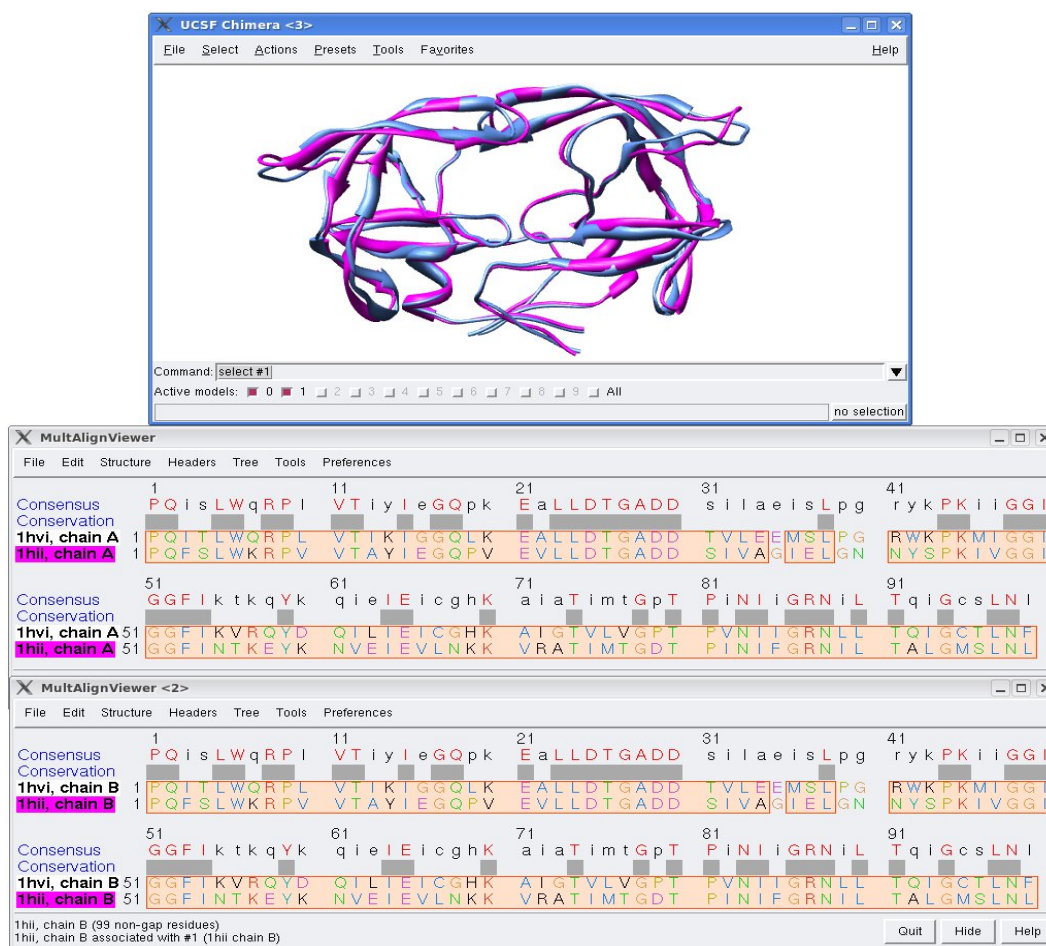 UCSF Chimera <3>
File Select Actions Presets Tools Favorites Help
Command: select #1
Active models: 0 1 2 3 4 5 6 7 8 9 All
no selection
MultAlignViewer
File Edit Structure Headers Tree Tools Preferences
1 11 21 31 41
Consensus PQisLWqRPl VTiyIeGQpk EaLLDTGADD silaeisLpg rykPKiiGGI
Conservation
1hvi, chain A 1 PQITLWQRPL VTIKIGGQLK EALLDTGADD TVLEEMSLPG RWKPKMIGGI
1hii, chain A 1 PQFSLWKRPV VTAYIEGQPV EVLLDTGADD SIVAGIELGN NYSPKIVGGI
51 61 71 81 91
Consensus GGFIktkqYk qieIEicghK aiaTimtGpT PiNIiGRNiL TqiGcsLNl
Conservation
1hvi, chain A 51 GGFIKVRQYD QILIEICGHK AIGTVLVGPT PVNIIGRNLL TQIGCTLNF
1hii, chain A 51 GGFINTKEYK NVEIEVLNKK VRATIMTGDT PINIFGRNIL TALGMSLNL
MultAlignViewer <2>
File Edit Structure Headers Tree Tools Preferences
1 11 21 31 41
Consensus PQisLWqRPl VTiyIeGQpk EaLLDTGADD silaeisLpg rykPKiiGGI
Conservation
1hvi, chain B 1 PQITLWQRPL VTIKIGGQLK EALLDTGADD TVLEEMSLPG RWKPKMIGGI
1hii, chain B 1 PQFSLWKRPV VTAYIEGQPV EVLLDTGADD SIVAGIELGN NYSPKIVGGI
51 61 71 81 91
Consensus GGFIktkqYk qieIEicghK aiaTimtGpT PiNIiGRNiL TqiGcsLNl
Conservation
1hvi, chain B 51 GGFIKVRQYD QILIEICGHK AIGTVLVGPT PVNIIGRNLL TQIGCTLNF
1hii, chain B 51 GGFINTKEYK NVEIEVLNKK VRATIMTGDT PINIFGRNIL TALGMSLNL
1hii, chain B (99 non-gap residues)
1hii, chain B associated with #1 (1hii chain B)
Quit Hide Help